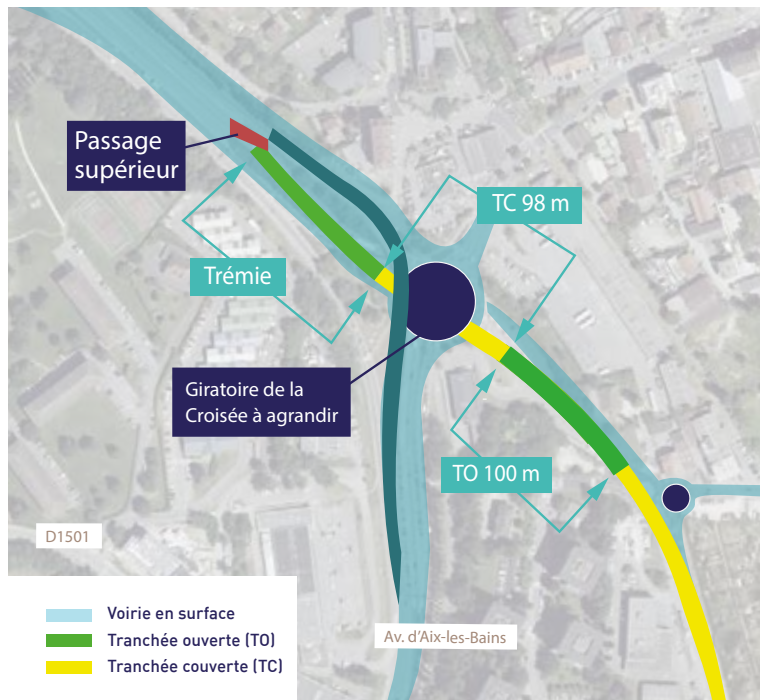 Passage
supérieur
TC 98 m
Trémie
Giratoire de la
Croisée à agrandir
TO 100 m
D1501
Voirie en surface
Tranchée ouverte (TO)
Tranchée couverte (TC)
Av. d'Aix-les-Bains